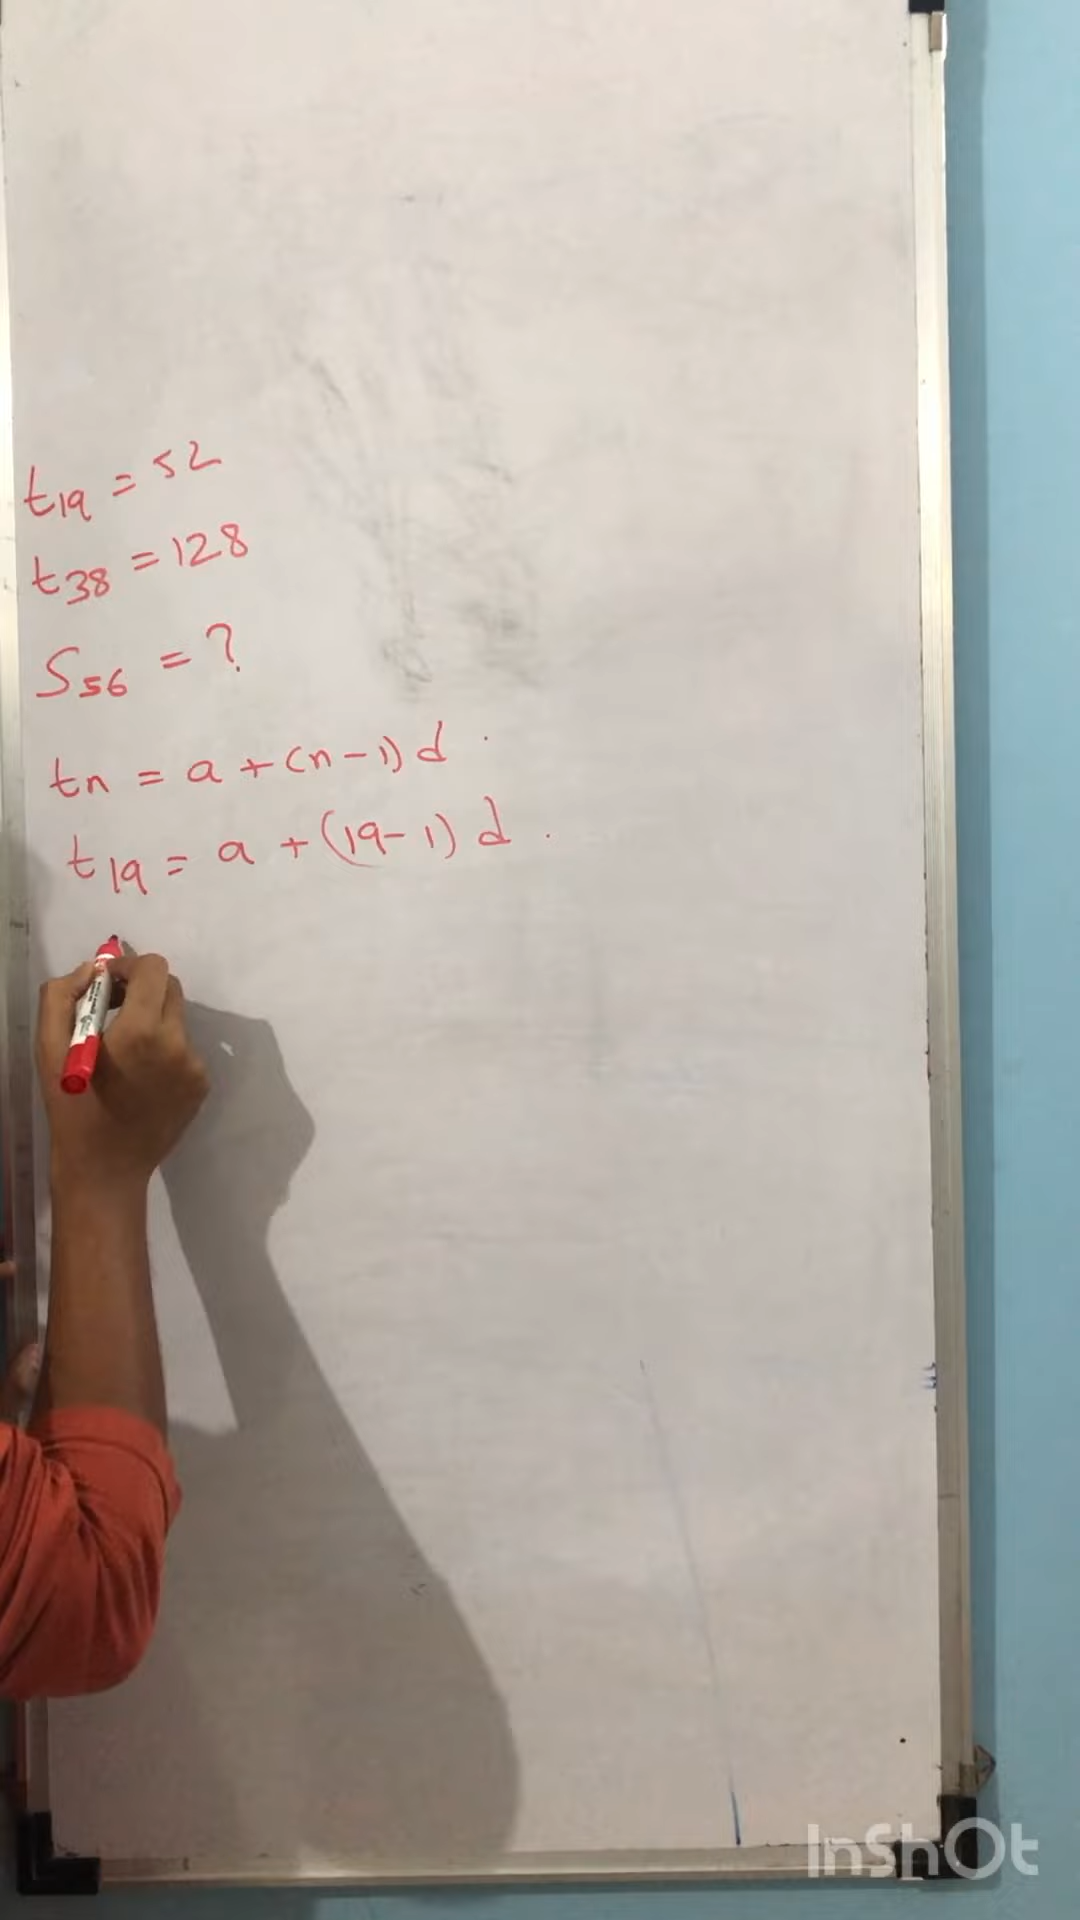 t19 = 52
t38 = 128
S56 = ?
tn = a + (n - 1) d .
t19 = a + (19 - 1) d .
InShOt